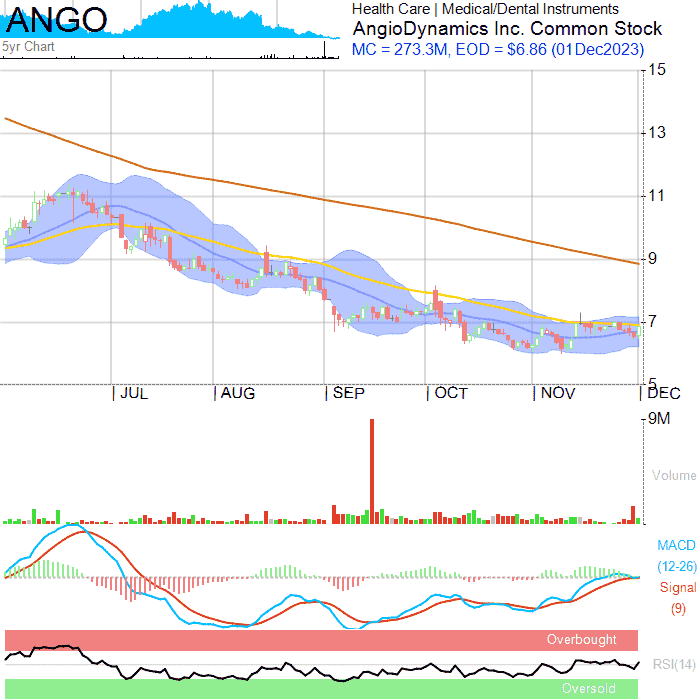 ANGO
5yr Chart
Health Care | Medical/Dental Instruments
AngioDynamics Inc. Common Stock
MC = 273.3M, EOD = $6.86 (01Dec2023)
15
13
11
9
7
5
| JUL | AUG | SEP | OCT | NOV | DEC
9M
Volume
MACD
(12-26)
Signal
(9)
Overbought
RSI(14)
Oversold